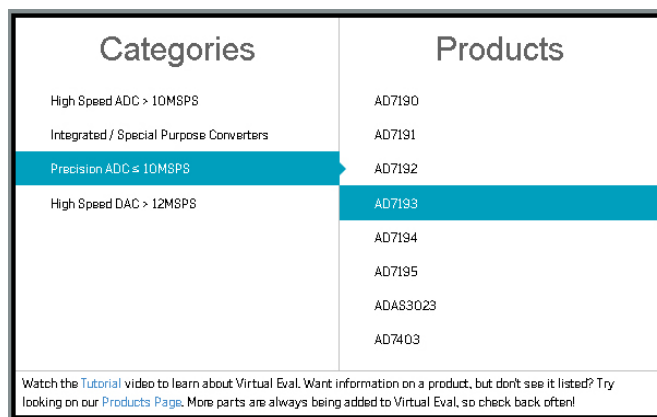 Categories
High Speed ADC > 10MSPS
Integrated / Special Purpose Converters
Precision ADC ≤ 10MSPS
High Speed DAC > 12MSPS
Products
AD7190
AD7191
AD7192
AD7193
AD7194
AD7195
ADAS3023
AD7403
Watch the Tutorial video to learn about Virtual Eval. Want information on a product, but don't see it listed? Try
looking on our Products Page. More parts are always being added to Virtual Eval, so check back often!